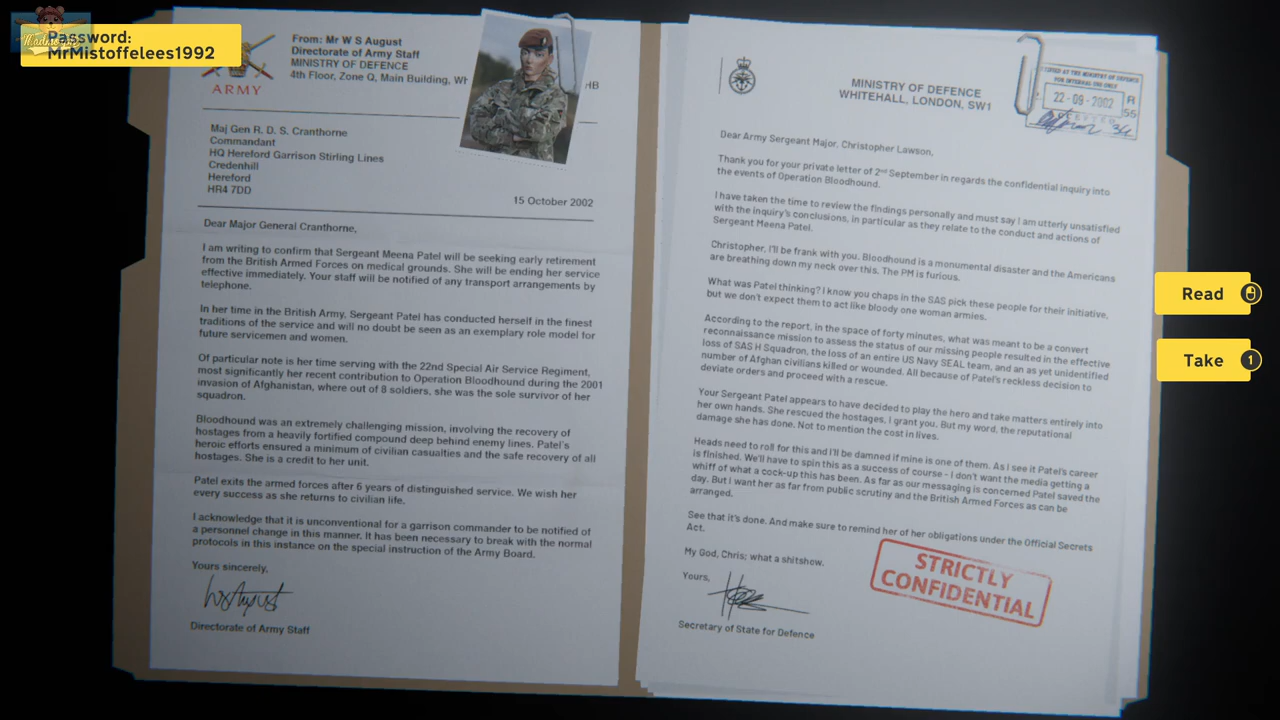 Password:
MrMistoffelees1992
ARMY
From: Mr W S August
Directorate of Army Staff
MINISTRY OF DEFENCE
4th Floor, Zone Q, Main Building, Wh
HB
Maj Gen R. D. S. Cranthorne
Commandant
HQ Hereford Garrison Stirling Lines
Credenhill
Hereford
HR4 7DD
15 October 2002
Dear Major General Cranthorne,
I am writing to confirm that Sergeant Meena Patel will be seeking early retirement
from the British Armed Forces on medical grounds. She will be ending her service
effective immediately. Your staff will be notified of any transport arrangements by
telephone.
In her time in the British Army, Sergeant Patel has conducted herself in the finest
traditions of the service and will no doubt be seen as an exemplary role model for
future servicemen and women.
Of particular note is her time serving with the 22nd Special Air Service Regiment,
most significantly her recent contribution to Operation Bloodhound during the 2001
invasion of Afghanistan, where out of 8 soldiers, she was the sole survivor of her
squadron.
Bloodhound was an extremely challenging mission, involving the recovery of
hostages from a heavily fortified compound deep behind enemy lines. Patel's
heroic efforts ensured a minimum of civilian casualties and the safe recovery of all
hostages. She is a credit to her unit.
Patel exits the armed forces after 6 years of distinguished service. We wish her
every success as she returns to civilian life.
I acknowledge that it is unconventional for a garrison commander to be notified of
a personnel change in this manner. It has been necessary to break with the normal
protocols in this instance on the special instruction of the Army Board.
Yours sincerely,
WSAugust
Directorate of Army Staff
MINISTRY OF DEFENCE
WHITEHALL, LONDON, SW1
AT THE MINISTRY OF DEFENCE
FOR INTERNAL USE ONLY
22-09-2002
R
55
Dear Army Sergeant Major, Christopher Lawson,
Thank you for your private letter of 2nd September in regards the confidential inquiry into
the events of Operation Bloodhound.
I have taken the time to review the findings personally and must say I am utterly unsatisfied
with the inquiry's conclusions, in particular as they relate to the conduct and actions of
Sergeant Meena Patel.
Christopher, I'll be frank with you. Bloodhound is a monumental disaster and the Americans
are breathing down my neck over this. The PM is furious.
What was Patel thinking? I know you chaps in the SAS pick these people for their initiative,
but we don't expect them to act like bloody one woman armies.
According to the report, in the space of forty minutes, what was meant to be a convert
reconnaissance mission to assess the status of our missing people resulted in the effective
loss of SAS H Squadron, the loss of an entire US Navy SEAL team, and an as yet unidentified
number of Afghan civilians killed or wounded. All because of Patel's reckless decision to
deviate orders and proceed with a rescue.
Your Sergeant Patel appears to have decided to play the hero and take matters entirely into
her own hands. She rescued the hostages, I grant you. But my word, the reputational
damage she has done. Not to mention the cost in lives.
Heads need to roll for this and I'll be damned if mine is one of them. As I see it Patel's career
is finished. We'll have to spin this as a success of course - I don't want the media getting a
whiff of what a cock-up this has been. As far as our messaging is concerned Patel saved the
day. But I want her as far from public scrutiny and the British Armed Forces as can be
arranged.
See that it's done. And make sure to remind her of her obligations under the Official Secrets
Act.
My God, Chris; what a shitshow.
Yours,
Secretary of State for Defence
STRICTLY
CONFIDENTIAL
Read
Take
1